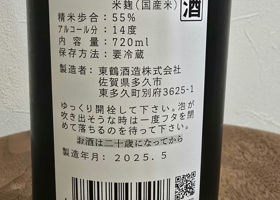 酒
米麹(国産米)
精米歩合:55%
アルコール分:14度
内容量:720ml
保存方法:要冷蔵
製造者:東鶴酒造株式会社
佐賀県多久市
東多久町別府3625-1
ゆっくり開栓して下さい。泡が
吹き出そうな時は一度フタを閉
めて落ちるのを待って下さい。
お酒は二十歳になってから
製造年月:2025.5